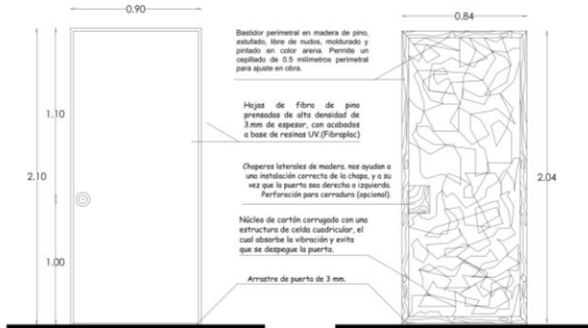 0.90
0.84
Bastidor perimetral en madera de pino,
estufado, libre de nudos, moldurado y
pintado en color arena. Permite un
cepillado de 0.5 milímetros perimetral
para ajuste en obra.
1.10
Hojas de fibra de pino
prensadas de alta densidad de
3.mm de espesor, con acabados
a base de resinas UV.(Fibraplac)
2.10
2.04
Chaperos laterales de madera. nos ayudan a
una instalación correcta de la chapa, y a su
vez que la puerta sea derecha o izquierda.
Perforación para cerradura (opcional).
Núcleo de cartón corrugado con una
estructura de celda cuadricular, el
cual absorbe la vibración y evita
que se despegue la puerta.
1.00
Arrastre de puerta de 3 mm.